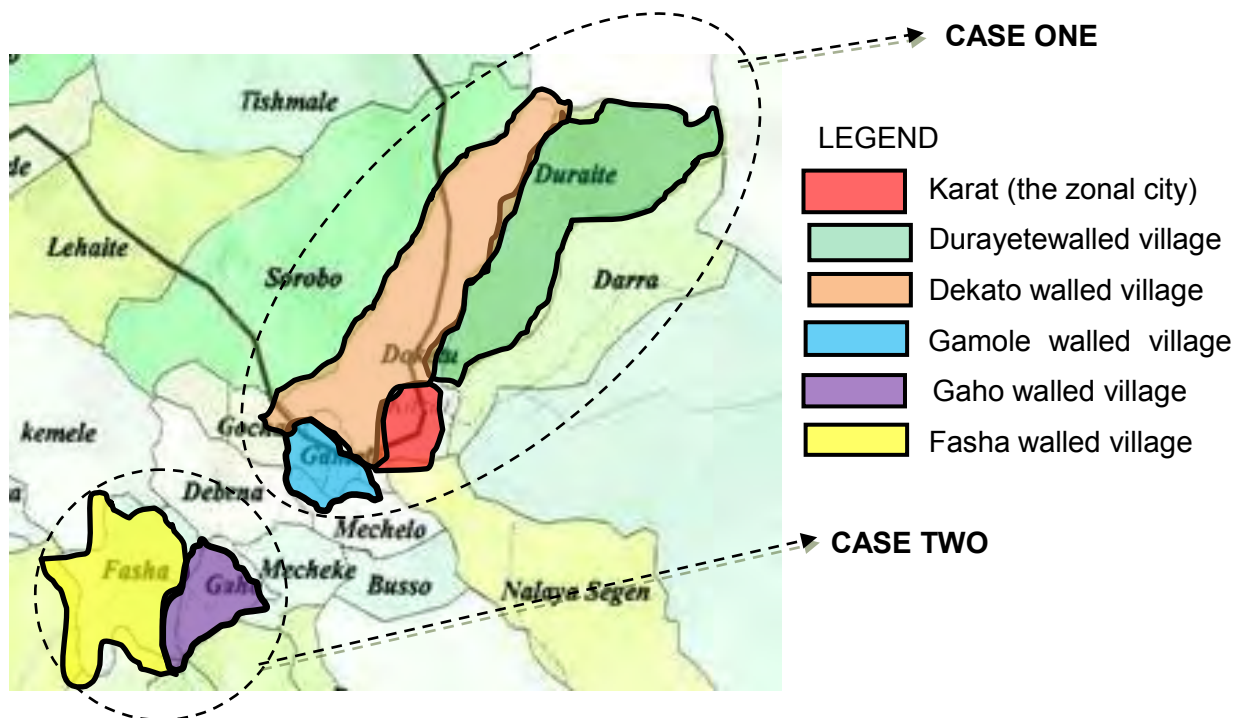 CASE ONE
Tishmale
Duraite
Lehaite
Sorobo
Darra
kemele
Debena
Mechelo
Fasha
Mecheke
Busso
Nalaya Segen
CASE TWO
LEGEND
Karat (the zonal city)
Durayetewalled village
Dekato walled village
Gamole walled village
Gaho walled village
Fasha walled village